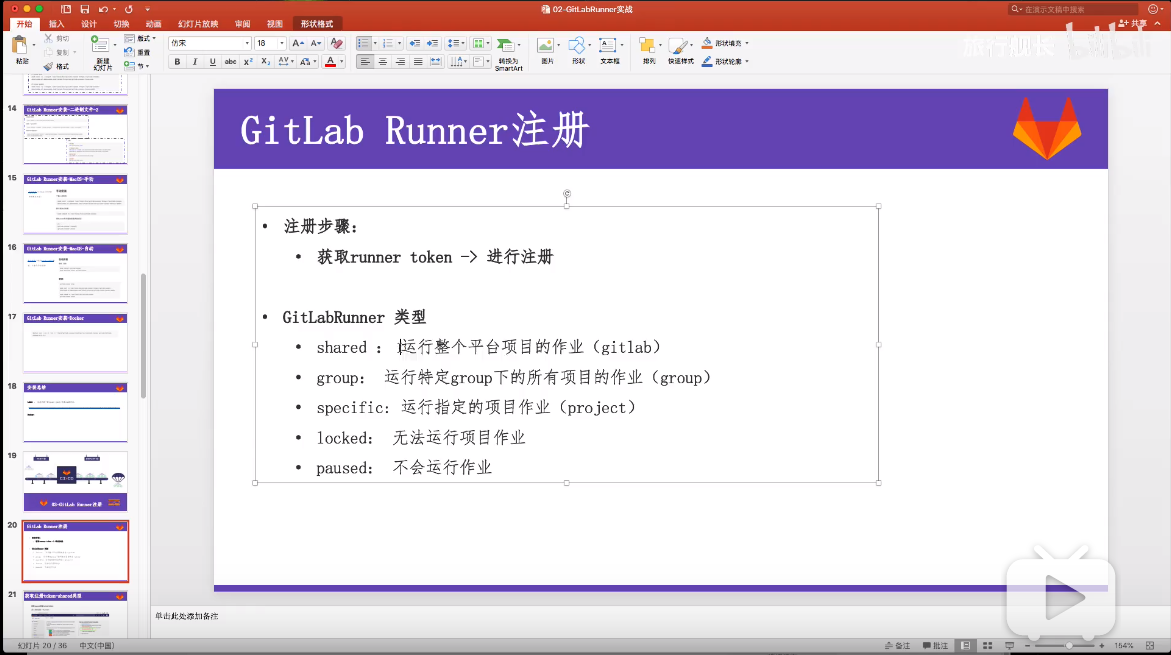 02-GitLabRunner实战
在演示文稿中搜索
开始 插入 设计 切换 动画 幻灯片放映 审阅 视图 形状格式
共享
粘贴
剪切
复制
格式
新建
幻灯片
版式
重置
节
仿宋
18
转换为
SmartArt
图片
形状
文本框
排列
快速样式
形状填充
形状轮廓
旅行舰长
bilibili
14
GitLab Runner安装-二进制文件-2
15
GitLab Runner安装-MacOS-手动
16
GitLab Runner安装-MacOS-自动
17
GitLab Runner安装-Docker
18
19
03-GitLab Runner注册
20
GitLab Runner注册
21
获取注册token-shared类型
GitLab Runner注册
• 注册步骤：
• 获取runner token -> 进行注册
• GitLabRunner 类型
• shared ： 运行整个平台项目的作业（gitlab）
• group： 运行特定group下的所有项目的作业（group）
• specific：运行指定的项目作业（project）
• locked： 无法运行项目作业
• paused： 不会运行作业
单击此处添加备注
幻灯片 20 / 36 中文(中国)
备注 批注
154%